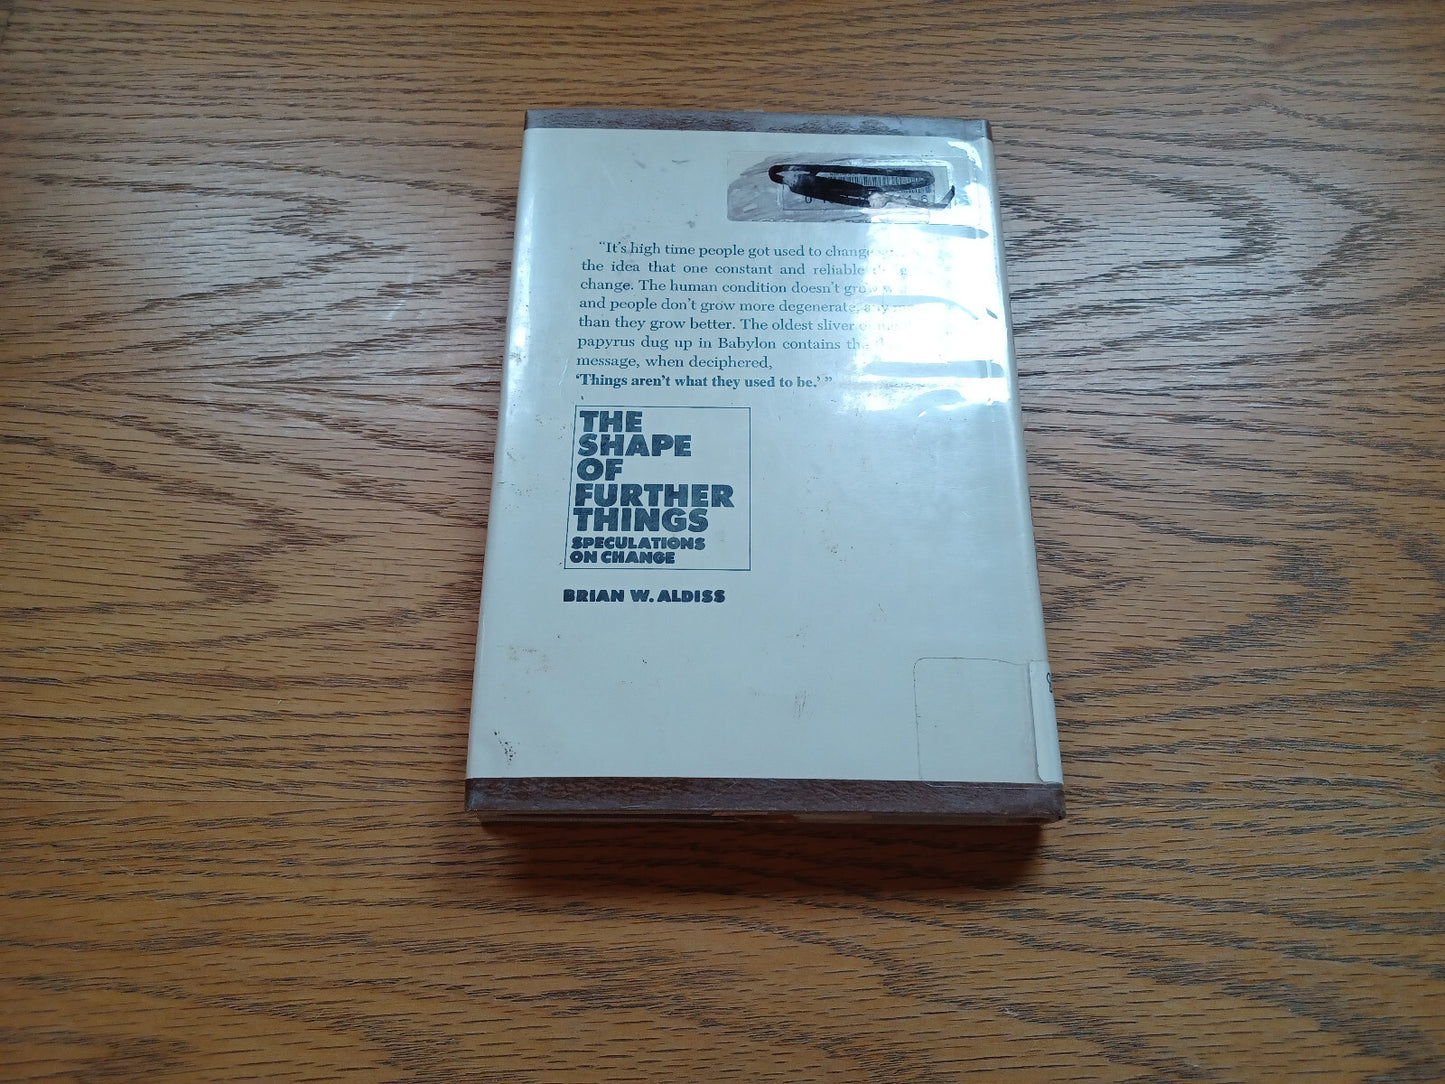 “It's high time people got used to change
the idea that one constant and reliable
change. The human condition doesn't
and people don't grow more degenerate, any
than they grow better. The oldest sliver
papyrus dug up in Babylon contains the
message, when deciphered,
‘Things aren't what they used to be.’ ”
THE
SHAPE
OF
FURTHER
THINGS
SPECULATIONS
ON CHANGE
BRIAN W. ALDISS